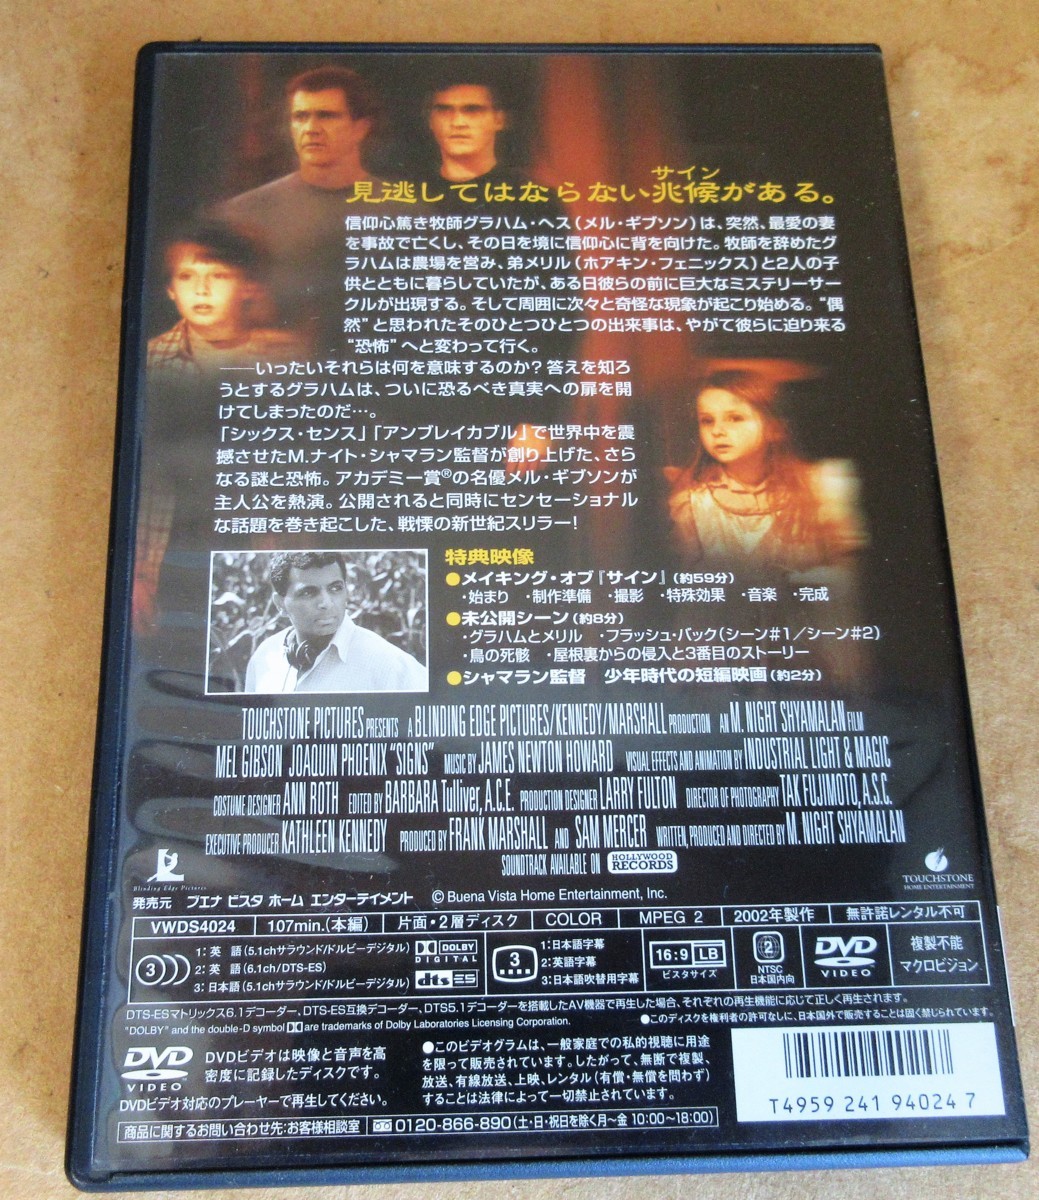 サイン
見逃してはならない兆候がある。
信仰心篤き牧師グラハム・ヘス（メル・ギブソン）は、突然、最愛の妻
を事故で亡くし、その日を境に信仰心に背を向けた。牧師を辞めたグ
ラハムは農場を営み、弟メリル（ホアキン・フェニックス）と2人の子
供とともに暮らしていたが、ある日彼らの前に巨大なミステリーサー
クルが出現する。そして周囲に次々と奇怪な現象が起こり始める。“偶
然”と思われたそのひとつひとつの出来事は、やがて彼らに迫り来る
“恐怖”へと変わって行く。
──いったいそれらは何を意味するのか？答えを知ろ
うとするグラハムは、ついに恐るべき真実への扉を開
けてしまったのだ…。
「シックス・センス」「アンブレイカブル」で世界中を震
撼させたM.ナイト・シャマラン監督が創り上げた、さら
なる謎と恐怖。アカデミー賞®の名優メル・ギブソンが
主人公を熱演。公開されると同時にセンセーショナル
な話題を巻き起こした、戦慄の新世紀スリラー！
特典映像
●メイキング・オブ『サイン』（約59分）
・始まり ・制作準備 ・撮影 ・特殊効果 ・音楽 ・完成
●未公開シーン（約8分）
・グラハムとメリル ・フラッシュ・バック（シーン#1／シーン#2）
・鳥の死骸 ・屋根裏からの侵入と3番目のストーリー
●シャマラン監督 少年時代の短編映画（約2分）
TOUCHSTONE PICTURES PRESENTS A BLINDING EDGE PICTURES/KENNEDY/MARSHALL PRODUCTION AN M. NIGHT SHYAMALAN FILM
MEL GIBSON JOAQUIN PHOENIX "SIGNS" MUSIC BY JAMES NEWTON HOWARD VISUAL EFFECTS AND ANIMATION BY INDUSTRIAL LIGHT & MAGIC
COSTUME DESIGNER ANN ROTH EDITED BY BARBARA Tulliver, A.C.E. PRODUCTION DESIGNER LARRY FULTON DIRECTOR OF PHOTOGRAPHY TAK FUJIMOTO, A.S.C.
EXECUTIVE PRODUCER KATHLEEN KENNEDY PRODUCED BY FRANK MARSHALL AND SAM MERCER WRITTEN, PRODUCED AND DIRECTED BY M. NIGHT SHYAMALAN
SOUNDTRACK AVAILABLE ON HOLLYWOOD RECORDS
Blinding Edge Pictures
TOUCHSTONE
HOME ENTERTAINMENT
発売元 ブエナ ビスタ ホーム エンターテイメント © Buena Vista Home Entertainment, Inc.
VWDS4024 107min.（本編） 片面・2層ディスク COLOR MPEG 2 2002年製作 無許諾レンタル不可
3
1：英 語（5.1chサラウンド/ドルビーデジタル）
2：英 語（6.1ch/DTS-ES）
3：日本語（5.1chサラウンド/ドルビーデジタル）
DOLBY
DIGITAL
dts ES
3
1：日本語字幕
2：英語字幕
3：日本語吹替用字幕
16:9 LB
ビスタサイズ
2
NTSC
日本国内向
DVD
VIDEO
複製不能
マクロビジョン
DTS-ESマトリックス6.1デコーダー、DTS-ES互換デコーダー、DTS5.1デコーダーを搭載したAV機器で再生した場合、それぞれの再生機能に応じて正しく再生されます。
"DOLBY" and the double-D symbol are trademarks of Dolby Laboratories Licensing Corporation. ●このディスクを権利者の許可なしに、日本国外で販売することは固く禁じられています。
DVD
VIDEO
DVDビデオは映像と音声を高
密度に記録したディスクです。
DVDビデオ対応のプレーヤーで再生してください。
●このビデオグラムは、一般家庭での私的視聴に用途
を限って販売されています。したがって、無断で複製、
放送、有線放送、上映、レンタル（有償・無償を問わず）
することは法律によって一切禁止されています。
商品に関するお問い合わせ先：お客様相談室 0120-866-890（土・日・祝日を除く月～金 10:00～18:00）
T4959 241 94024 7